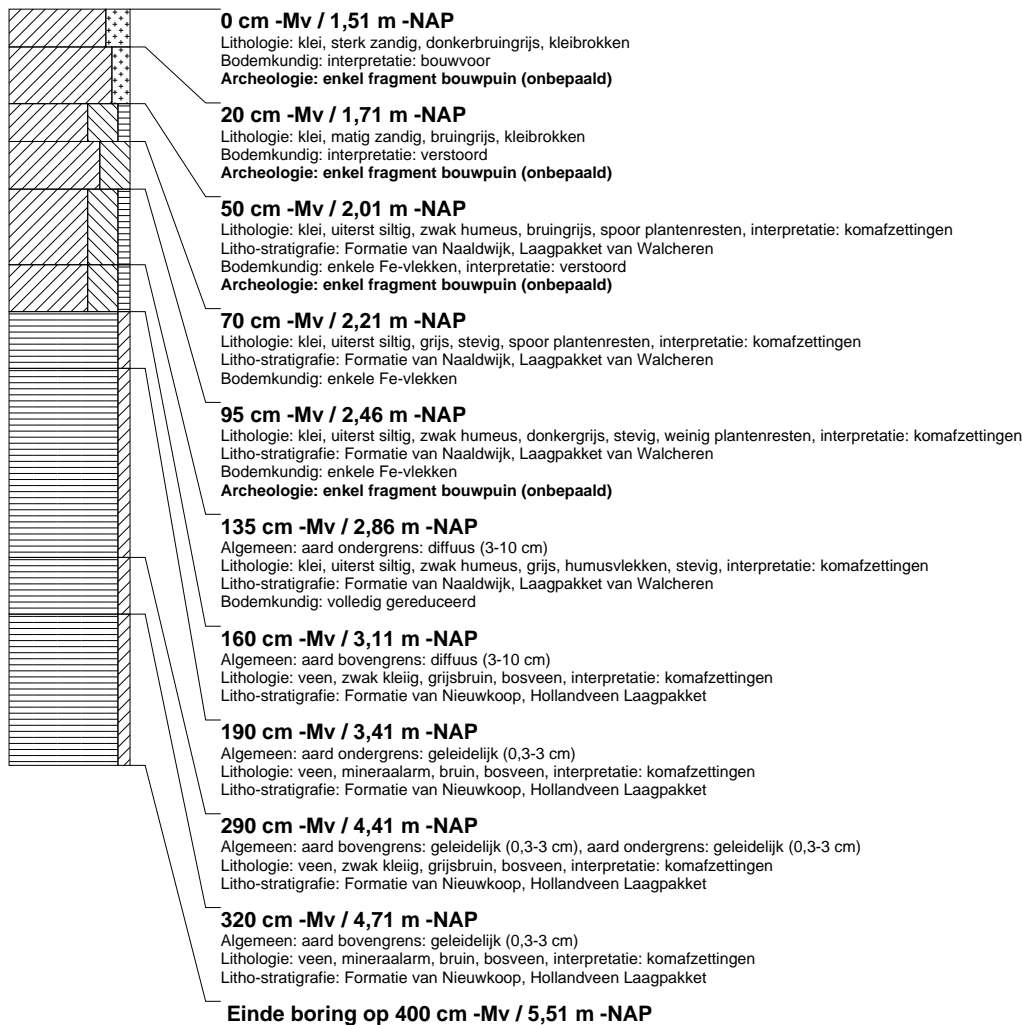 0 cm -Mv / 1,51 m -NAP
Lithologie: klei, sterk zandig, donkerbruingrijs, kleibrokken
Bodemkundig: interpretatie: bouwvoor
Archeologie: enkel fragment bouwpuin (onbepaald)
20 cm -Mv / 1,71 m -NAP
Lithologie: klei, matig zandig, bruingrijs, kleibrokken
Bodemkundig: interpretatie: verstoord
Archeologie: enkel fragment bouwpuin (onbepaald)
50 cm -Mv / 2,01 m -NAP
Lithologie: klei, uiterst siltig, zwak humeus, bruingrijs, spoor plantenresten, interpretatie: komafzettingen
Litho-stratigrafie: Formatie van Naaldwijk, Laagpakket van Walcheren
Bodemkundig: enkele Fe-vlekken, interpretatie: verstoord
Archeologie: enkel fragment bouwpuin (onbepaald)
70 cm -Mv / 2,21 m -NAP
Lithologie: klei, uiterst siltig, grijs, stevig, spoor plantenresten, interpretatie: komafzettingen
Litho-stratigrafie: Formatie van Naaldwijk, Laagpakket van Walcheren
Bodemkundig: enkele Fe-vlekken
95 cm -Mv / 2,46 m -NAP
Lithologie: klei, uiterst siltig, zwak humeus, donkergrijs, stevig, weinig plantenresten, interpretatie: komafzettingen
Litho-stratigrafie: Formatie van Naaldwijk, Laagpakket van Walcheren
Bodemkundig: enkele Fe-vlekken
Archeologie: enkel fragment bouwpuin (onbepaald)
135 cm -Mv / 2,86 m -NAP
Algemeen: aard ondergrens: diffuus (3-10 cm)
Lithologie: klei, uiterst siltig, zwak humeus, grijs, humusvlekken, stevig, interpretatie: komafzettingen
Litho-stratigrafie: Formatie van Naaldwijk, Laagpakket van Walcheren
Bodemkundig: volledig gereduceerd
160 cm -Mv / 3,11 m -NAP
Algemeen: aard bovengrens: diffuus (3-10 cm)
Lithologie: veen, zwak kleiig, grijsbruin, bosveen, interpretatie: komafzettingen
Litho-stratigrafie: Formatie van Nieuwkoop, Hollandveen Laagpakket
190 cm -Mv / 3,41 m -NAP
Algemeen: aard ondergrens: geleidelijk (0,3-3 cm)
Lithologie: veen, mineraalarm, bruin, bosveen, interpretatie: komafzettingen
Litho-stratigrafie: Formatie van Nieuwkoop, Hollandveen Laagpakket
290 cm -Mv / 4,41 m -NAP
Algemeen: aard bovengrens: geleidelijk (0,3-3 cm), aard ondergrens: geleidelijk (0,3-3 cm)
Lithologie: veen, zwak kleiig, grijsbruin, bosveen, interpretatie: komafzettingen
Litho-stratigrafie: Formatie van Nieuwkoop, Hollandveen Laagpakket
320 cm -Mv / 4,71 m -NAP
Algemeen: aard bovengrens: geleidelijk (0,3-3 cm)
Lithologie: veen, mineraalarm, bruin, bosveen, interpretatie: komafzettingen
Litho-stratigrafie: Formatie van Nieuwkoop, Hollandveen Laagpakket
Einde boring op 400 cm -Mv / 5,51 m -NAP